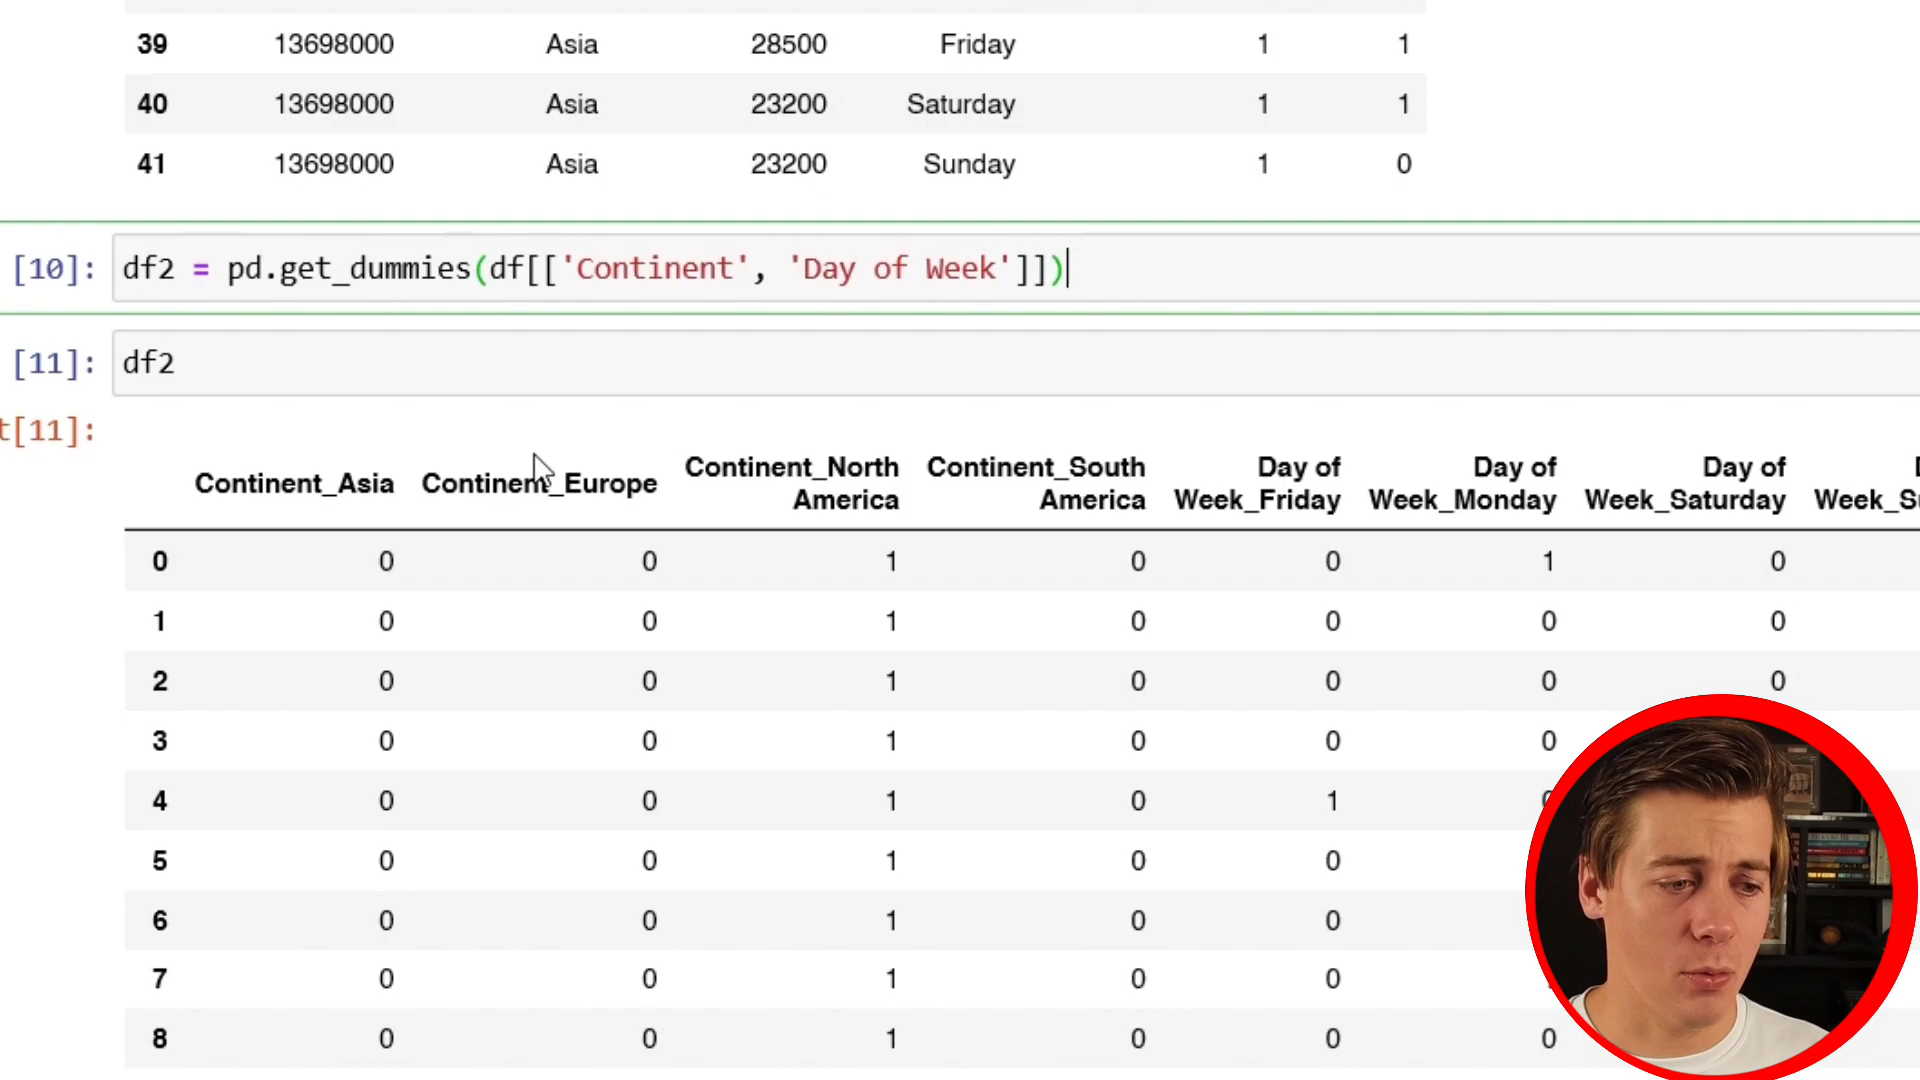 39 13698000 Asia 28500 Friday 1 1
40 13698000 Asia 23200 Saturday 1 1
41 13698000 Asia 23200 Sunday 1 0
[10]: df2 = pd.get_dummies(df[['Continent', 'Day of Week']])
[11]: df2
t[11]:
Continent_Asia Continent_Europe Continent_North America Continent_South America Day of Week_Friday Day of Week_Monday Day of Week_Saturday
0 0 0 1 0 0 1 0
1 0 0 1 0 0 0 0
2 0 0 1 0 0 0 0
3 0 0 1 0 0 0
4 0 0 1 0 1
5 0 0 1 0 0
6 0 0 1 0 0
7 0 0 1 0 0
8 0 0 1 0 0 0